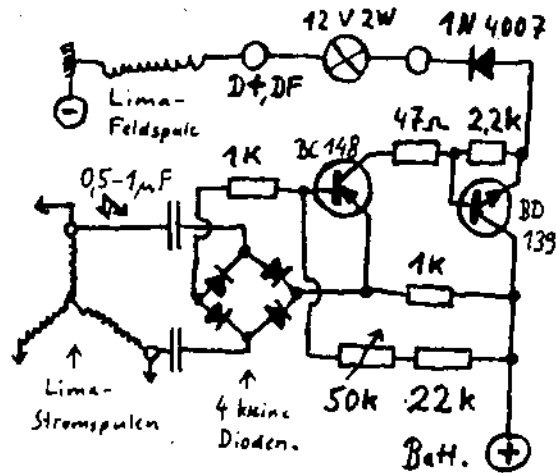 12V 2W
1N 4007
D+, DF
Lima-
Feldspule
47Ω
2,2k
BC 148
1K
0,5-1µF
BD
139
1K
50k
22k
Lima-
Stromspulen
4 kleine
Dioden.
Batt.